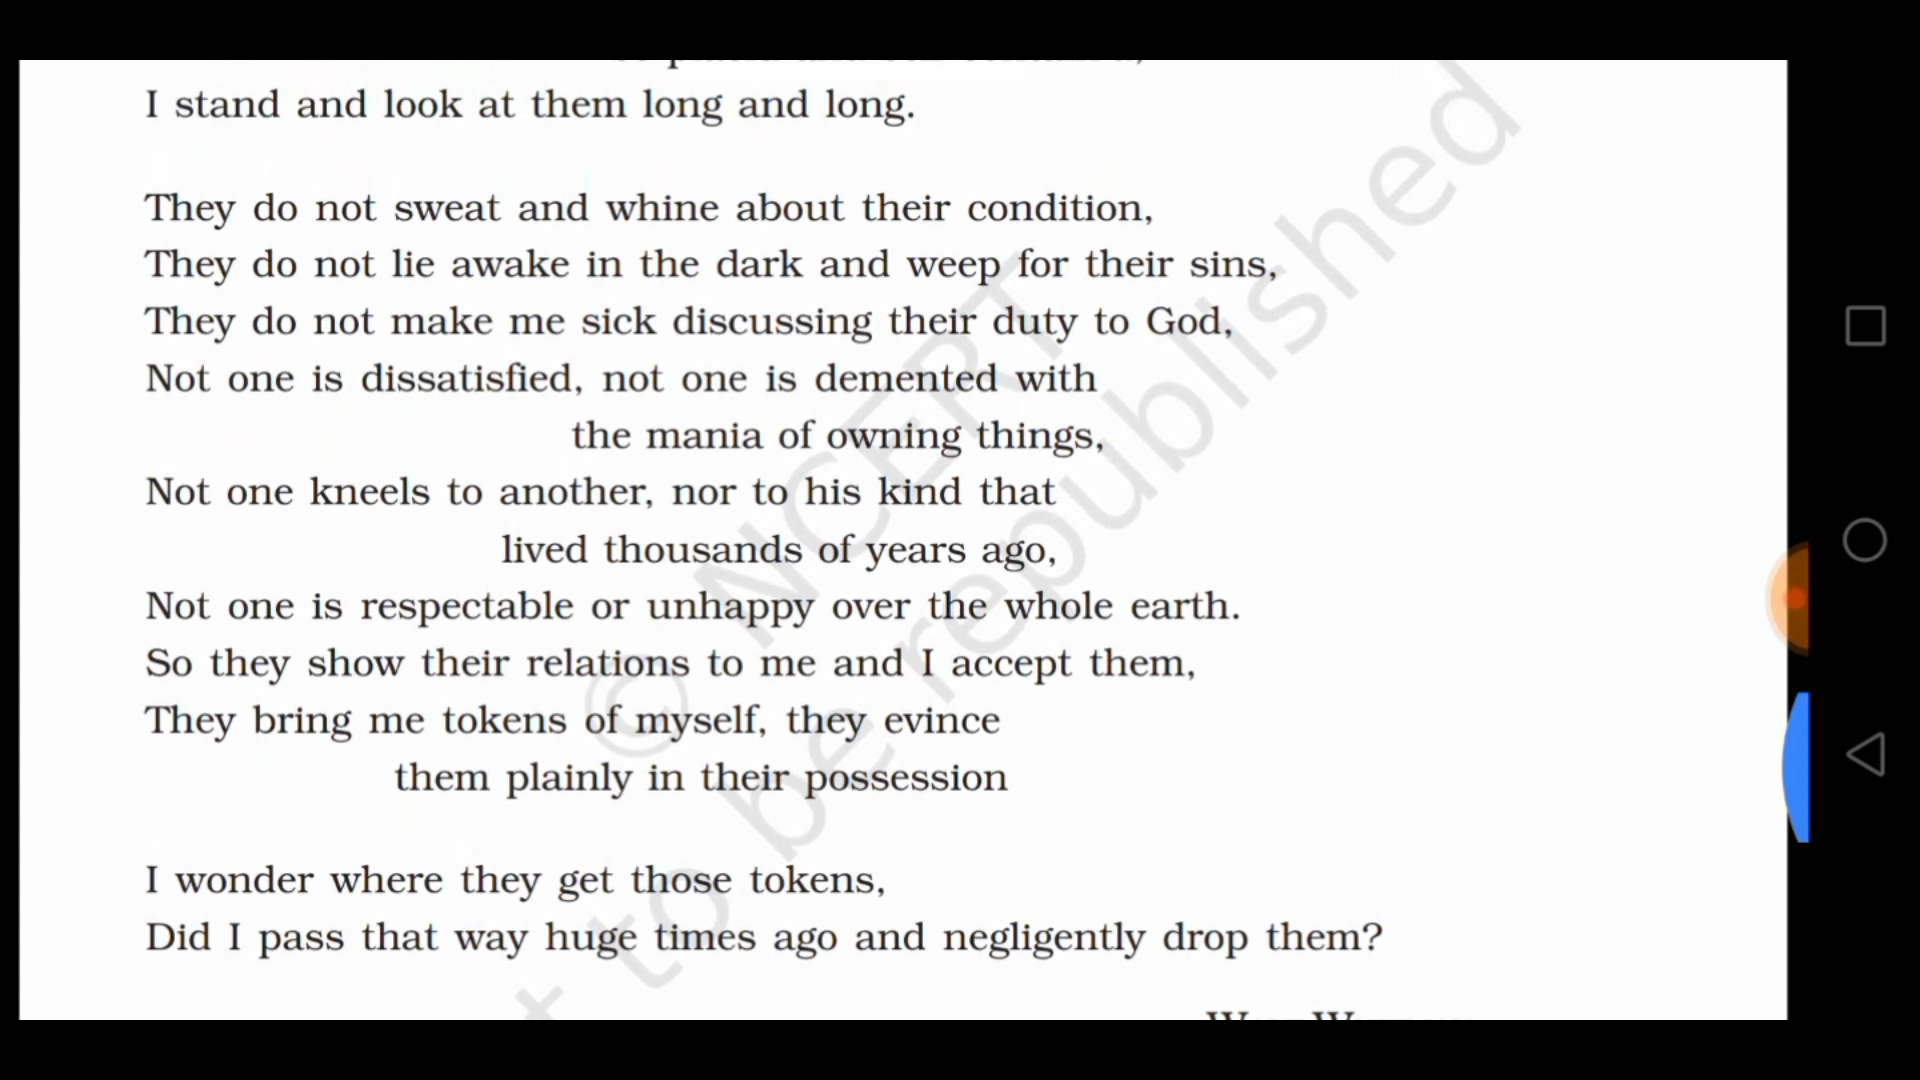 I stand and look at them long and long.
They do not sweat and whine about their condition,
They do not lie awake in the dark and weep for their sins,
They do not make me sick discussing their duty to God,
Not one is dissatisfied, not one is demented with
the mania of owning things,
Not one kneels to another, nor to his kind that
lived thousands of years ago,
Not one is respectable or unhappy over the whole earth.
So they show their relations to me and I accept them,
They bring me tokens of myself, they evince
them plainly in their possession
I wonder where they get those tokens,
Did I pass that way huge times ago and negligently drop them?
© NCERT
to be republished